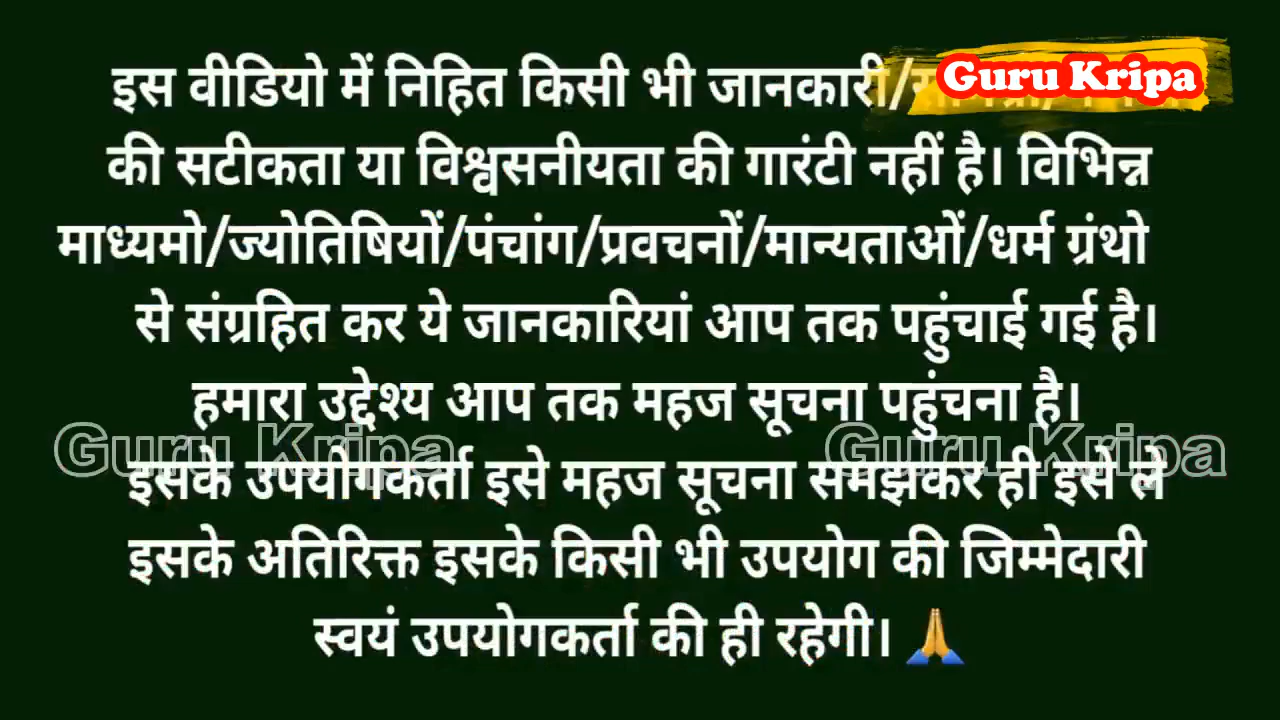 इस वीडियो में निहित किसी भी जानकारी/
Guru Kripa
की सटीकता या विश्वसनीयता की गारंटी नहीं है। विभिन्न
माध्यमो/ज्योतिषियों/पंचांग/प्रवचनों/मान्यताओं/धर्म ग्रंथो
से संग्रहित कर ये जानकारियां आप तक पहुंचाई गई है।
हमारा उद्देश्य आप तक महज सूचना पहुंचना है।
Guru Kripa Guru Kripa
इसके उपयोगकर्ता इसे महज सूचना समझकर ही इसे ले
इसके अतिरिक्त इसके किसी भी उपयोग की जिम्मेदारी
स्वयं उपयोगकर्ता की ही रहेगी। 🙏